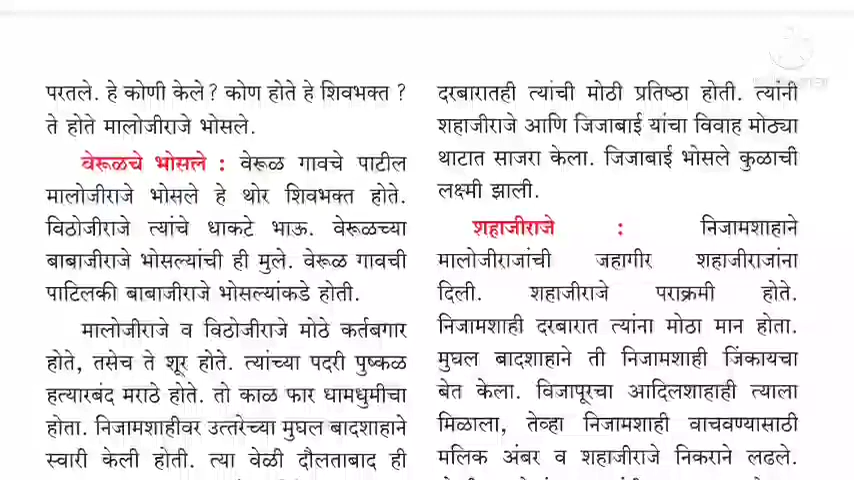 परतले. हे कोणी केले? कोण होते हे शिवभक्त ?
ते होते मालोजीराजे भोसले.
वेरूळचे भोसले : वेरूळ गावचे पाटील
मालोजीराजे भोसले हे थोर शिवभक्त होते.
विठोजीराजे त्यांचे धाकटे भाऊ. वेरूळच्या
बाबाजीराजे भोसल्यांची ही मुले. वेरूळ गावची
पाटिलकी बाबाजीराजे भोसल्यांकडे होती.
मालोजीराजे व विठोजीराजे मोठे कर्तबगार
होते, तसेच ते शूर होते. त्यांच्या पदरी पुष्कळ
हत्यारबंद मराठे होते. तो काळ फार धामधुमीचा
होता. निजामशाहीवर उत्तरेच्या मुघल बादशाहाने
स्वारी केली होती. त्या वेळी दौलताबाद ही
दरबारातही त्यांची मोठी प्रतिष्ठा होती. त्यांनी
शहाजीराजे आणि जिजाबाई यांचा विवाह मोठ्या
थाटात साजरा केला. जिजाबाई भोसले कुळाची
लक्ष्मी झाली.
शहाजीराजे : निजामशाहाने
मालोजीराजांची जहागीर शहाजीराजांना
दिली. शहाजीराजे पराक्रमी होते.
निजामशाही दरबारात त्यांना मोठा मान होता.
मुघल बादशाहाने ती निजामशाही जिंकायचा
बेत केला. विजापूरचा आदिलशाहाही त्याला
मिळाला, तेव्हा निजामशाही वाचवण्यासाठी
मलिक अंबर व शहाजीराजे निकराने लढले.